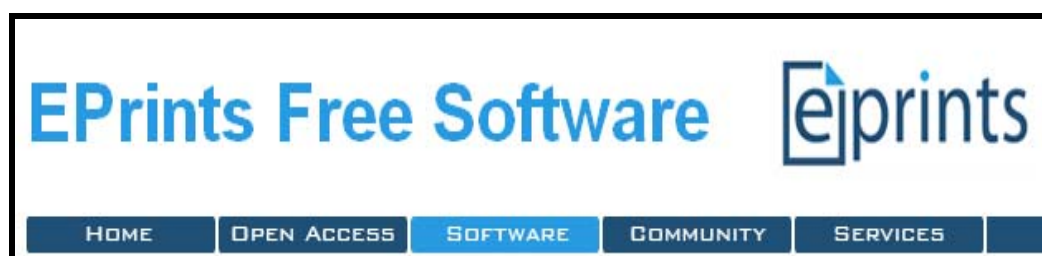 EPrints Free Software
eprints
HOME OPEN ACCESS SOFTWARE COMMUNITY SERVICES